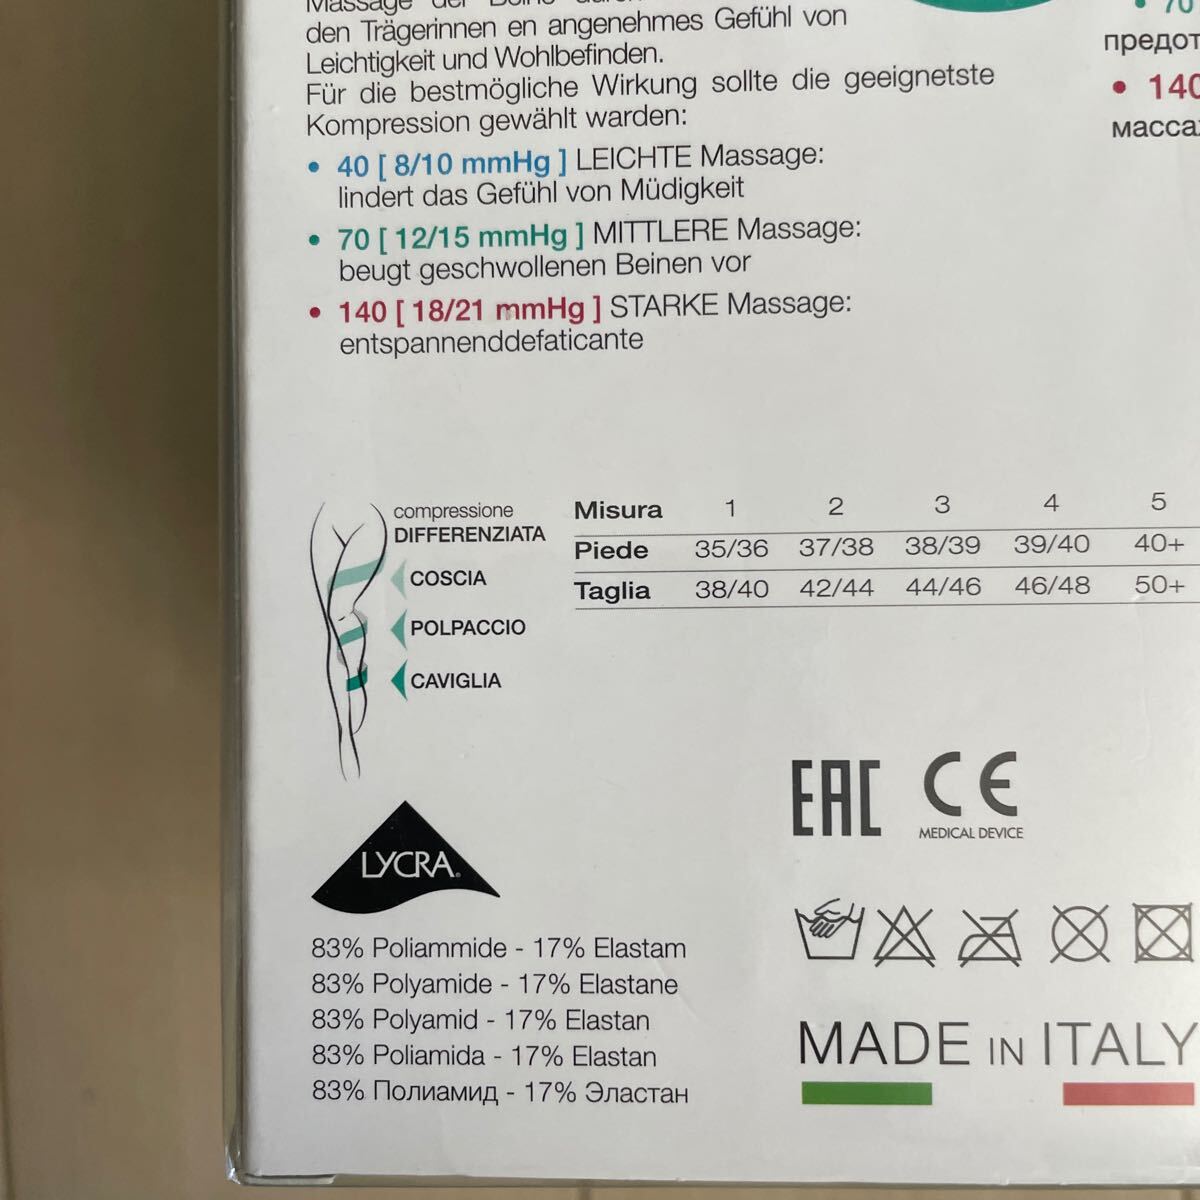 Massage der Beine
den Trägerinnen en angenehmes Gefühl von
Leichtigkeit und Wohlbefinden.
Für die bestmögliche Wirkung sollte die geeignetste
Kompression gewählt warden:
• 40 [ 8/10 mmHg ] LEICHTE Massage:
lindert das Gefühl von Müdigkeit
• 70 [ 12/15 mmHg ] MITTLERE Massage:
beugt geschwollenen Beinen vor
• 140 [ 18/21 mmHg ] STARKE Massage:
entspannenddefaticante
• 70
предот
• 140
масса
compressione
DIFFERENZIATA
COSCIA
POLPACCIO
CAVIGLIA
Misura 1 2 3 4 5
Piede 35/36 37/38 38/39 39/40 40+
Taglia 38/40 42/44 44/46 46/48 50+
EAC CE
MEDICAL DEVICE
LYCRA®
83% Poliammide - 17% Elastam
83% Polyamide - 17% Elastane
83% Polyamid - 17% Elastan
83% Poliamida - 17% Elastan
83% Полиамид - 17% Эластан
MADE IN ITALY